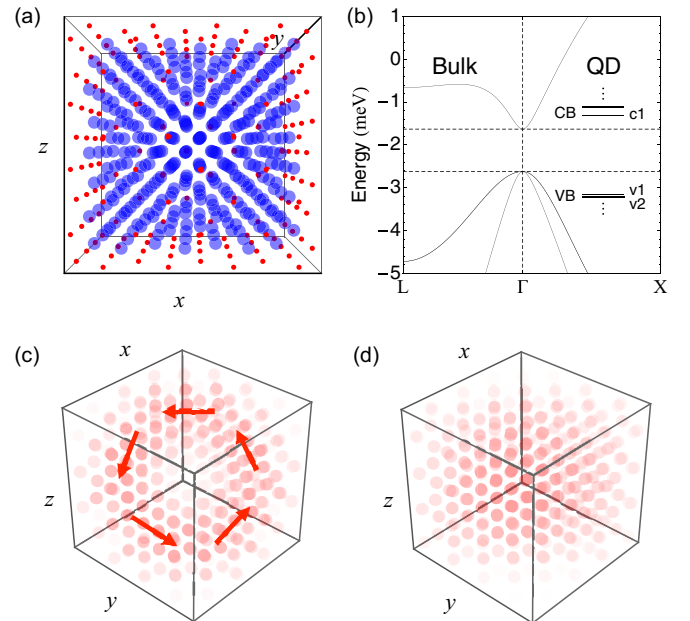 (a)
y
z
x
(b)
Energy (meV)
1
0
−1
−2
−3
−4
−5
Bulk
QD
⋮
CB
c1
VB
v1
v2
⋮
L
Γ
X
(c)
x
z
y
(d)
x
z
y